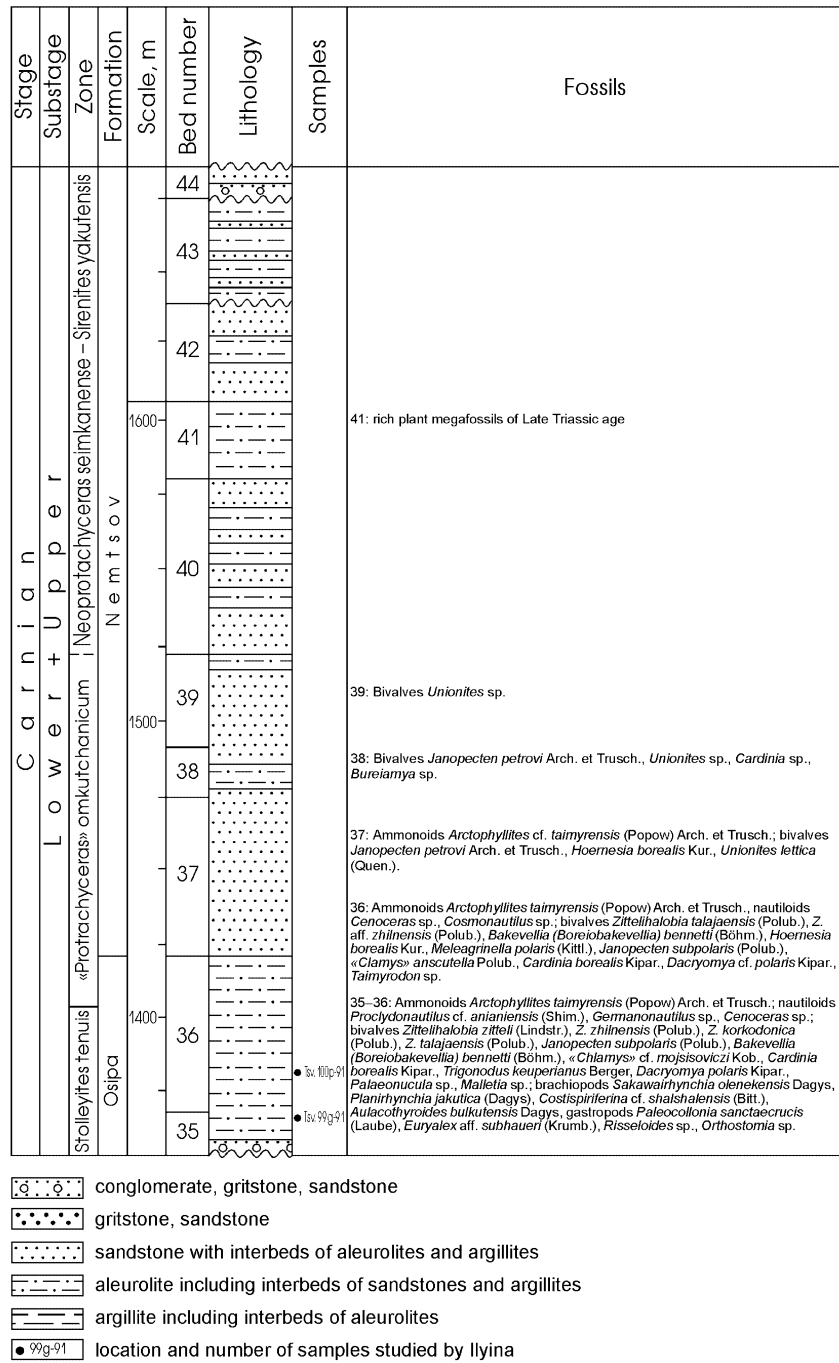 Stage
Substage
Zone
Formation
Scale, m
Bed number
Lithology
Samples
Fossils
Carnian
Lower + Upper
Stolleyites tenuis
«Protrachyceras» omkutchanicum
¦ Neoprotachyceras seimkanense – Sirenites yakutensis
Osipa
Nemtsov
1600
1500
1400
44
43
42
41
40
39
38
37
36
35
Tsv. 100p-91
Tsv. 99g-91
41: rich plant megafossils of Late Triassic age
39: Bivalves Unionites sp.
38: Bivalves Janopecten petrovi Arch. et Trusch., Unionites sp., Cardinia sp.,
Bureiamya sp.
37: Ammonoids Arctophyllites cf. taimyrensis (Popow) Arch. et Trusch.; bivalves
Janopecten petrovi Arch. et Trusch., Hoernesia borealis Kur., Unionites lettica
(Quen.).
36: Ammonoids Arctophyllites taimyrensis (Popow) Arch. et Trusch., nautiloids
Cenoceras sp., Cosmonautilus sp.; bivalves Zittelihalobia talajaensis (Polub.), Z.
aff. zhilnensis (Polub.), Bakevellia (Boreiobakevellia) bennetti (Böhm.), Hoernesia
borealis Kur., Meleagrinella polaris (Kittl.), Janopecten subpolaris (Polub.),
«Clamys» anscutella Polub., Cardinia borealis Kipar., Dacryomya cf. polaris Kipar.,
Taimyrodon sp.
35–36: Ammonoids Arctophyllites taimyrensis (Popow) Arch. et Trusch.; nautiloids
Proclydonautilus cf. anianiensis (Shim.), Germanonautilus sp., Cenoceras sp.;
bivalves Zittelihalobia zitteli (Lindstr.), Z. zhilnensis (Polub.), Z. korkodonica
(Polub.), Z. talajaensis (Polub.), Janopecten subpolaris (Polub.), Bakevellia
(Boreiobakevellia) bennetti (Böhm.), «Chlamys» cf. mojsisoviczi Kob., Cardinia
borealis Kipar., Trigonodus keuperianus Berger, Dacryomya polaris Kipar.,
Palaeonucula sp., Malletia sp.; brachiopods Sakawairhynchia olenekensis Dagys,
Planirhynchia jakutica (Dagys), Costispiriferina cf. shalshalensis (Bitt.),
Aulacothyroides bulkutensis Dagys, gastropods Paleocollonia sanctaecrucis
(Laube), Euryalex aff. subhaueri (Krumb.), Risseloides sp., Orthostomia sp.
conglomerate, gritstone, sandstone
gritstone, sandstone
sandstone with interbeds of aleurolites and argillites
aleurolite including interbeds of sandstones and argillites
argillite including interbeds of aleurolites
99g-91 location and number of samples studied by Ilyina